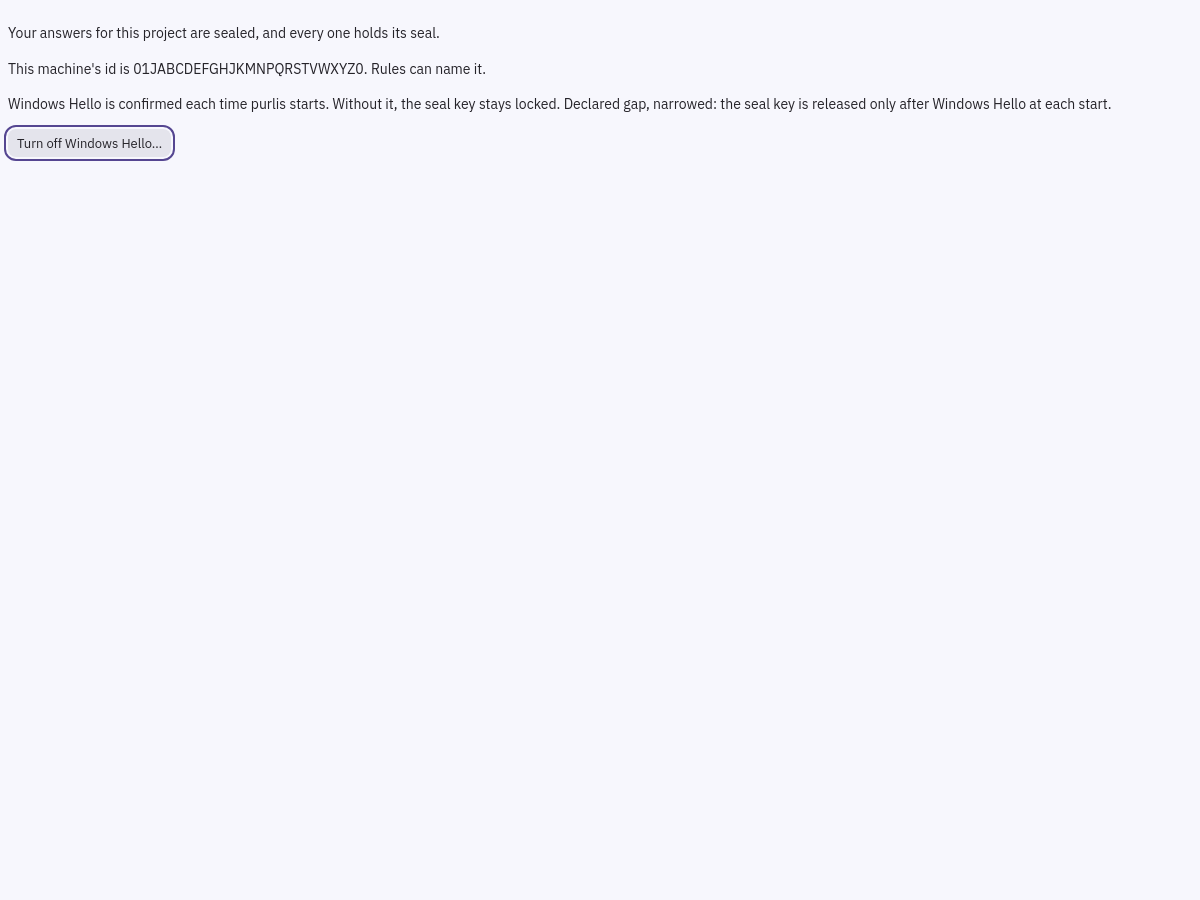 Your answers for this project are sealed, and every one holds its seal.
This machine's id is 01JABCDEFGHJKMNPQRSTVWXYZ0. Rules can name it.
Windows Hello is confirmed each time purlis starts. Without it, the seal key stays locked. Declared gap, narrowed: the seal key is released only after Windows Hello at each start.
Turn off Windows Hello...